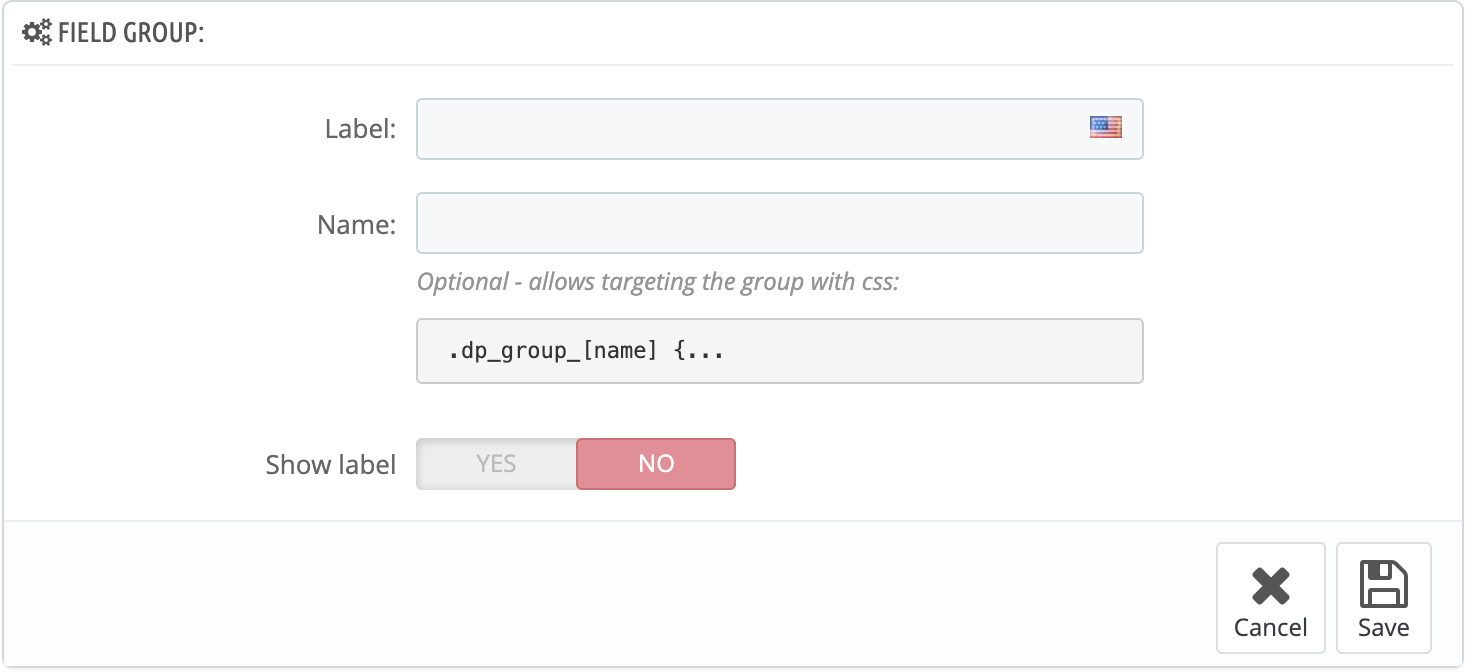 FIELD GROUP:
Label:
Name:
Optional - allows targeting the group with css:
.dp_group_[name] {...
Show label YES NO
Cancel Save